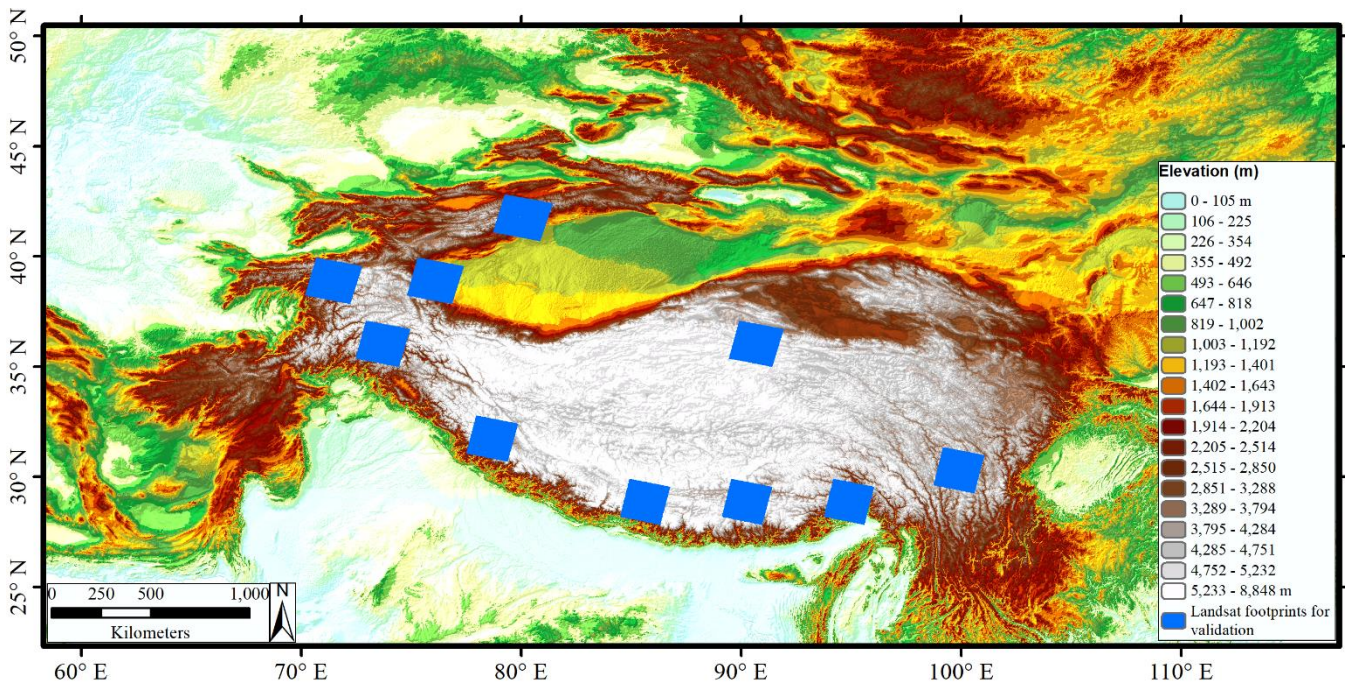 50° N
45° N
40° N
35° N
30° N
25° N
Elevation (m)
0 - 105 m
106 - 225
226 - 354
355 - 492
493 - 646
647 - 818
819 - 1,002
1,003 - 1,192
1,193 - 1,401
1,402 - 1,643
1,644 - 1,913
1,914 - 2,204
2,205 - 2,514
2,515 - 2,850
2,851 - 3,288
3,289 - 3,794
3,795 - 4,284
4,285 - 4,751
4,752 - 5,232
5,233 - 8,848 m
Landsat footprints for
validation
0 250 500 1,000
Kilometers
N
60° E 70° E 80° E 90° E 100° E 110° E